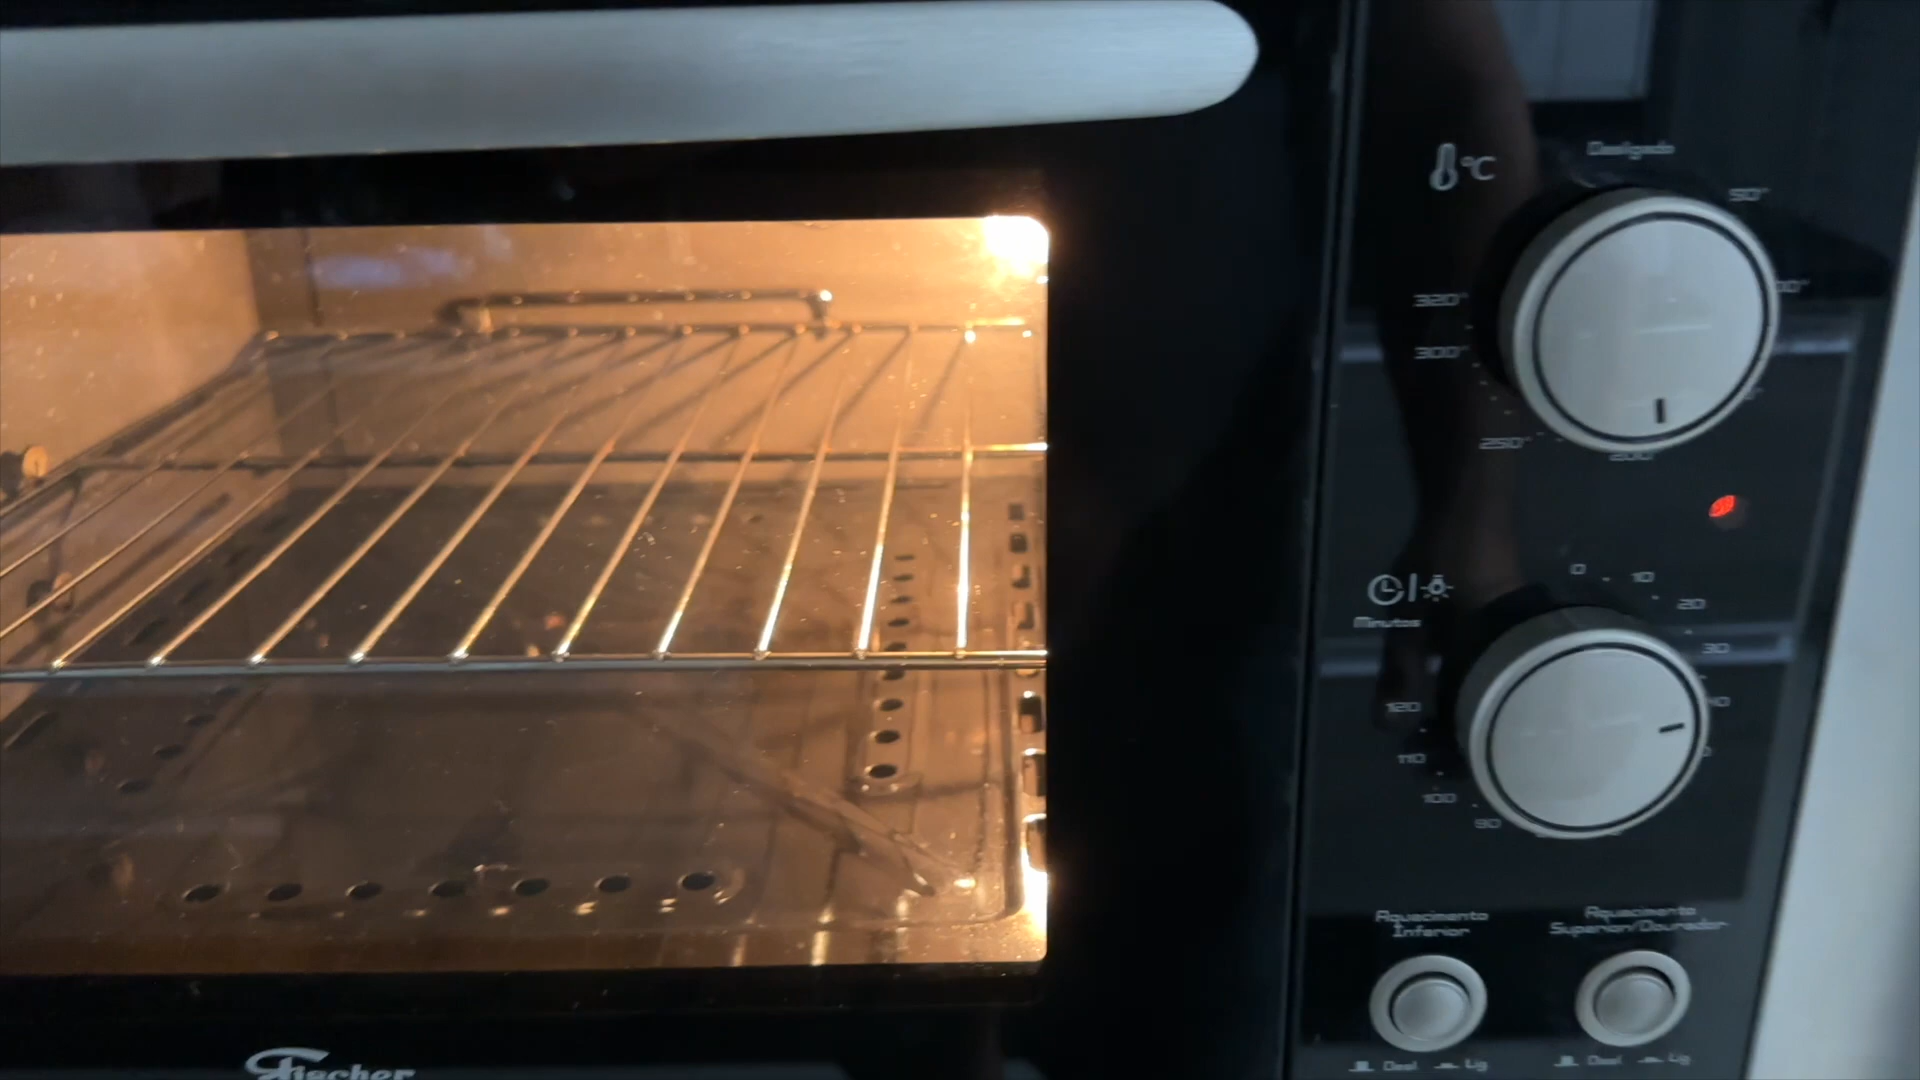 °C
Desligado
50°
320°
300°
250°
200°
0
10
20
30
Minutos
120
110
100
90
Aquecimento
Inferior
Aquecimento
Superior/Dourador
Desl
Lig
Desl
Lig
Fischer